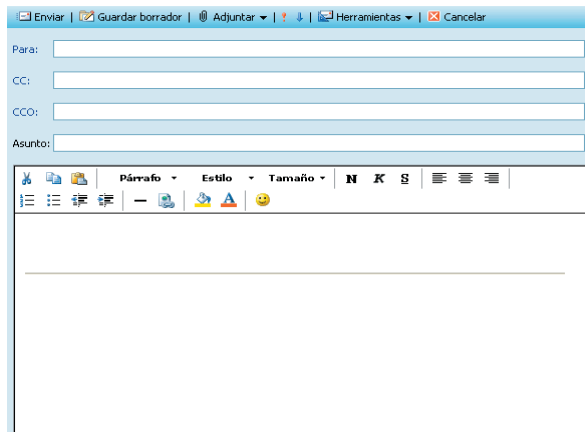 Enviar | Guardar borrador | Adjuntar | ! | Herramientas | Cancelar
Para:
CC:
CCO:
Asunto:
Párrafo Estilo Tamaño N K S
A